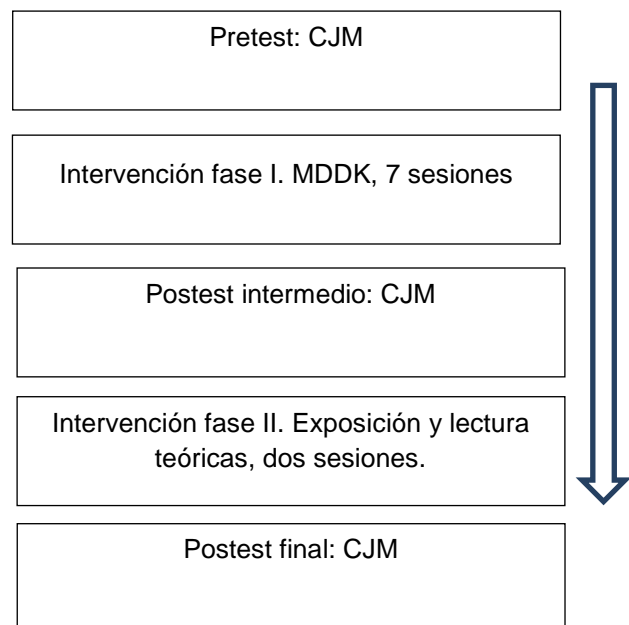 Pretest: CJM
Intervención fase I. MDDK, 7 sesiones
Postest intermedio: CJM
Intervención fase II. Exposición y lectura
teóricas, dos sesiones.
Postest final: CJM